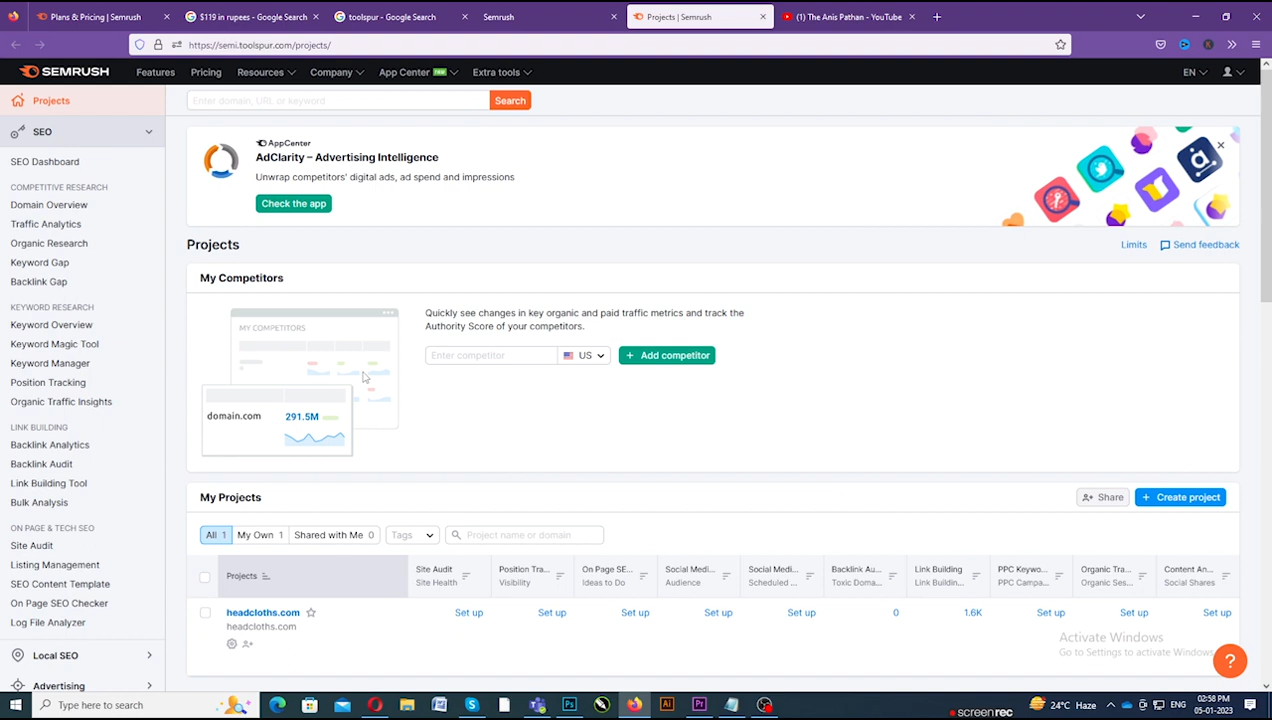 Plans & Pricing | Semrush
$119 in rupees - Google Search
toolspur - Google Search
Semrush
Projects | Semrush
(1) The Anis Pathan - YouTube
https://semi.toolspur.com/projects/
SEMRUSH
Features
Pricing
Resources
Company
App Center
Extra tools
EN
Projects
Enter domain, URL or keyword
Search
SEO
SEO Dashboard
COMPETITIVE RESEARCH
Domain Overview
Traffic Analytics
Organic Research
Keyword Gap
Backlink Gap
KEYWORD RESEARCH
Keyword Overview
Keyword Magic Tool
Keyword Manager
Position Tracking
Organic Traffic Insights
LINK BUILDING
Backlink Analytics
Backlink Audit
Link Building Tool
Bulk Analysis
ON PAGE & TECH SEO
Site Audit
Listing Management
SEO Content Template
On Page SEO Checker
Log File Analyzer
Local SEO
Advertising
AppCenter
AdClarity – Advertising Intelligence
Unwrap competitors' digital ads, ad spend and impressions
Check the app
Projects
Limits
Send feedback
My Competitors
MY COMPETITORS
domain.com
291.5M
Quickly see changes in key organic and paid traffic metrics and track the
Authority Score of your competitors.
Enter competitor
US
+ Add competitor
My Projects
Share
+ Create project
All 1
My Own 1
Shared with Me 0
Tags
Project name or domain
Projects
Site Audit
Site Health
Position Tra...
Visibility
On Page SE...
Ideas to Do
Social Medi...
Audience
Social Medi...
Scheduled ...
Backlink Au...
Toxic Domai...
Link Building
Link Buildin...
PPC Keywo...
PPC Campa...
Organic Tra...
Organic Ses...
Content An...
Social Shares
headcloths.com
headcloths.com
Set up
Set up
Set up
Set up
Set up
0
1.6K
Set up
Set up
Set up
Activate Windows
Go to Settings to activate Windows.
?
Type here to search
24°C Haze
ENG
02:58 PM
05-01-2023
screenrec